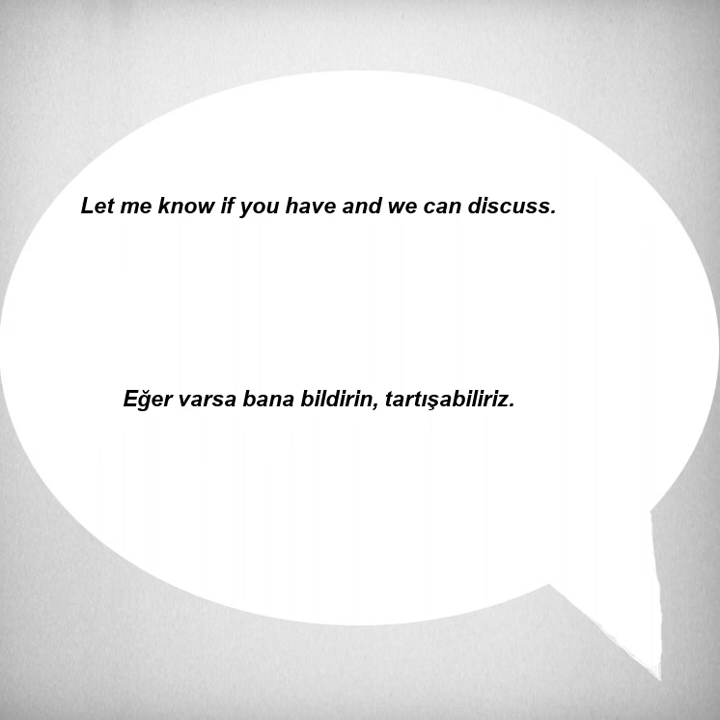 Let me know if you have and we can discuss.
Eğer varsa bana bildirin, tartışabiliriz.